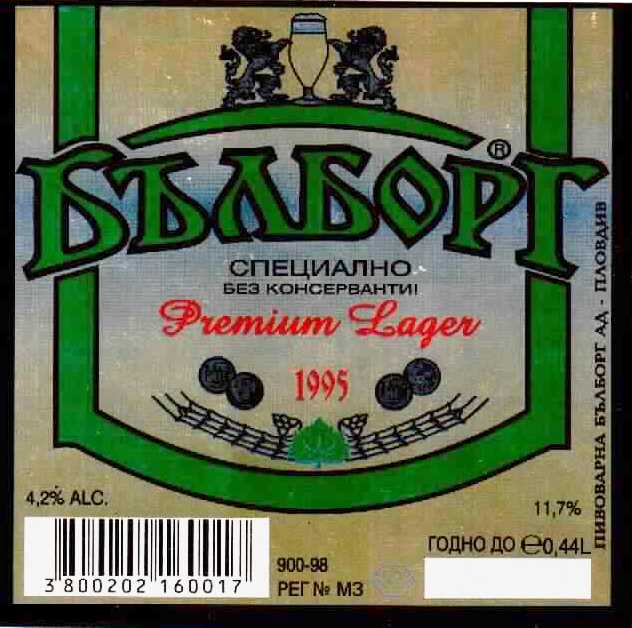 БЪЛБОРГ®
СПЕЦИАЛНО
БЕЗ КОНСЕРВАНТИ!
Premium Lager
1995
4,2% ALC.
11,7%
ГОДНО ДО ℮0,44L
3 800202 160017
900-98
РЕГ № МЗ
ПИВОВАРНА БЪЛБОРГ АД - ПЛОВДИВ